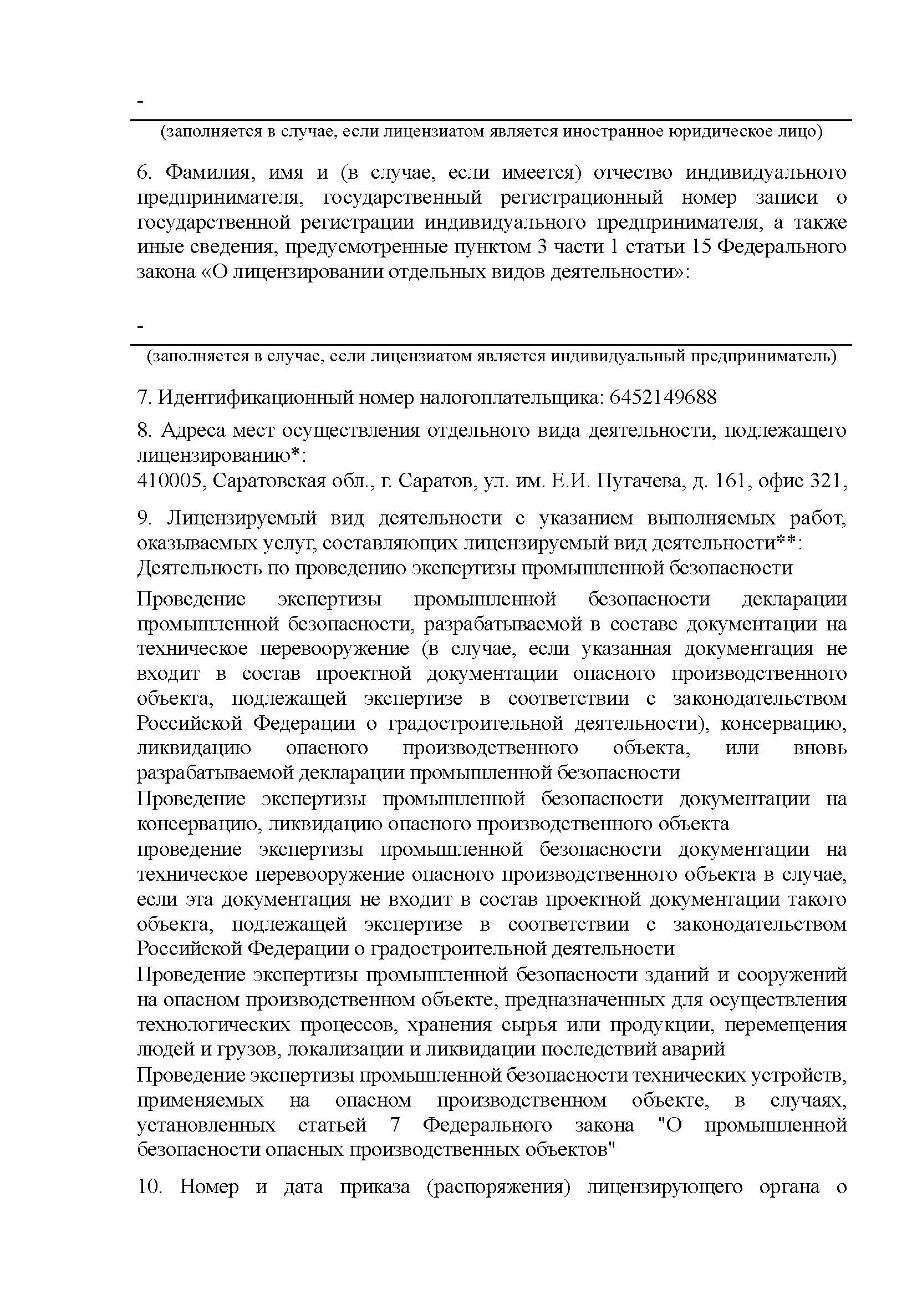 -
(заполняется в случае, если лицензиатом является иностранное юридическое лицо)
6. Фамилия, имя и (в случае, если имеется) отчество индивидуального
предпринимателя, государственный регистрационный номер записи о
государственной регистрации индивидуального предпринимателя, а также
иные сведения, предусмотренные пунктом 3 части 1 статьи 15 Федерального
закона «О лицензировании отдельных видов деятельности»:
-
(заполняется в случае, если лицензиатом является индивидуальный предприниматель)
7. Идентификационный номер налогоплательщика: 6452149688
8. Адреса мест осуществления отдельного вида деятельности, подлежащего
лицензированию*:
410005, Саратовская обл., г. Саратов, ул. им. Е.И. Пугачева, д. 161, офис 321,
9. Лицензируемый вид деятельности с указанием выполняемых работ,
оказываемых услуг, составляющих лицензируемый вид деятельности**:
Деятельность по проведению экспертизы промышленной безопасности
Проведение экспертизы промышленной безопасности декларации
промышленной безопасности, разрабатываемой в составе документации на
техническое перевооружение (в случае, если указанная документация не
входит в состав проектной документации опасного производственного
объекта, подлежащей экспертизе в соответствии с законодательством
Российской Федерации о градостроительной деятельности), консервацию,
ликвидацию опасного производственного объекта, или вновь
разрабатываемой декларации промышленной безопасности
Проведение экспертизы промышленной безопасности документации на
консервацию, ликвидацию опасного производственного объекта
проведение экспертизы промышленной безопасности документации на
техническое перевооружение опасного производственного объекта в случае,
если эта документация не входит в состав проектной документации такого
объекта, подлежащей экспертизе в соответствии с законодательством
Российской Федерации о градостроительной деятельности
Проведение экспертизы промышленной безопасности зданий и сооружений
на опасном производственном объекте, предназначенных для осуществления
технологических процессов, хранения сырья или продукции, перемещения
людей и грузов, локализации и ликвидации последствий аварий
Проведение экспертизы промышленной безопасности технических устройств,
применяемых на опасном производственном объекте, в случаях,
установленных статьей 7 Федерального закона "О промышленной
безопасности опасных производственных объектов"
10. Номер и дата приказа (распоряжения) лицензирующего органа о